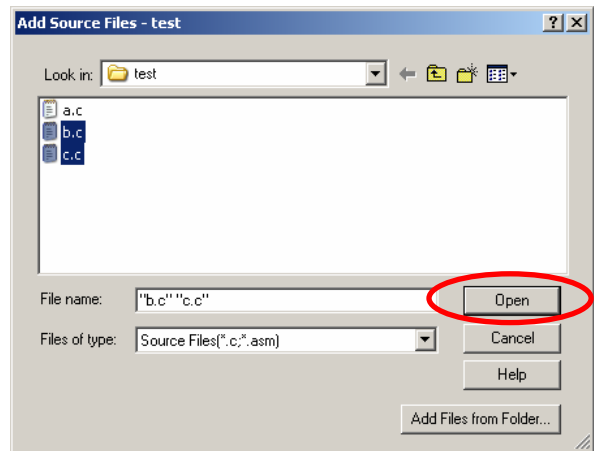 Add Source Files - test
Look in: test
a.c
b.c
c.c
File name: "b.c" "c.c" Open
Files of type: Source Files(*.c;*.asm) Cancel
Help
Add Files from Folder...